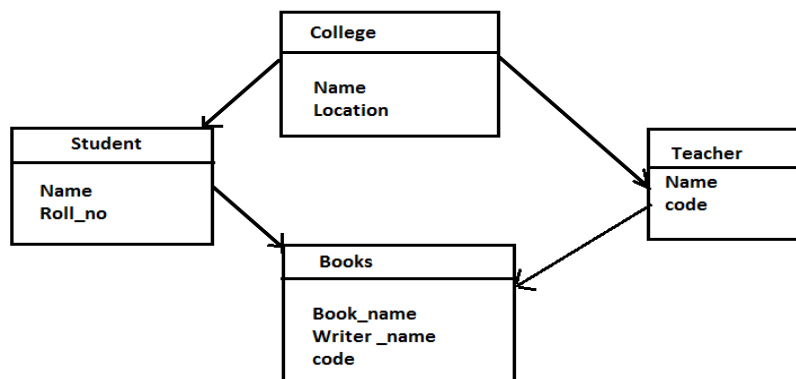 College
Name
Location
Student
Name
Roll_no
Teacher
Name
code
Books
Book_name
Writer _name
code